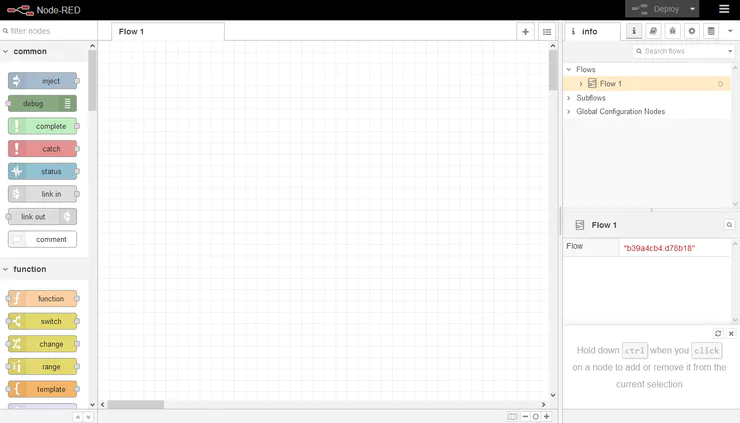 Node-RED
Deploy
filter nodes
Flow 1
info
i
Search flows
common
inject
debug
complete
catch
status
link in
link out
comment
function
function
switch
change
range
template
Flows
Flow 1
Subflows
Global Configuration Nodes
Flow 1
Flow "b39a4cb4.d78b18"
Hold down ctrl when you click
on a node to add or remove it from the
current selection